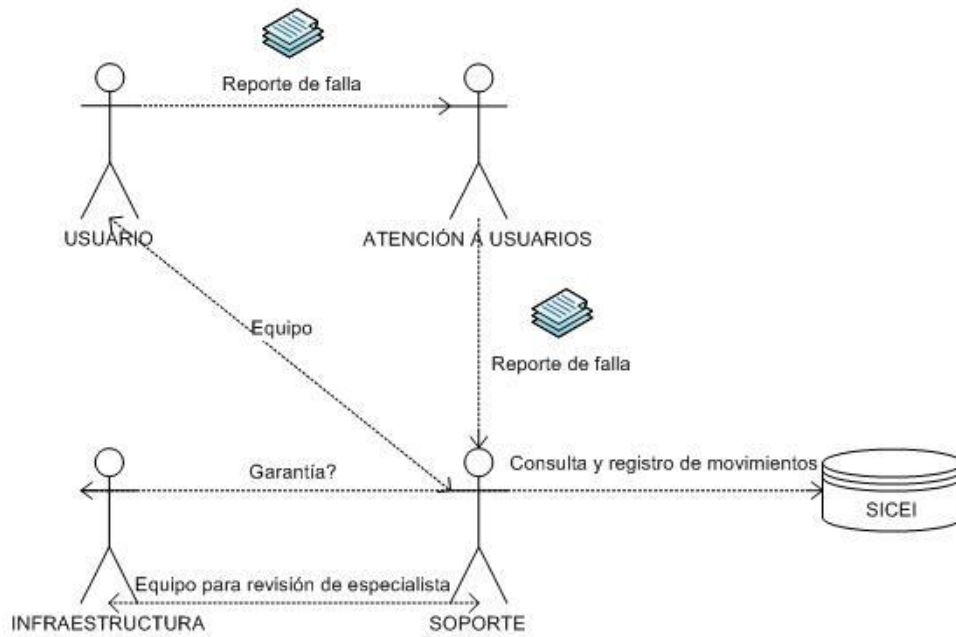 Reporte de falla
USUARIO
ATENCIÓN A USUARIOS
Equipo
Reporte de falla
Garantía?
Consulta y registro de movimientos
SICEI
Equipo para revisión de especialista
INFRAESTRUCTURA
SOPORTE